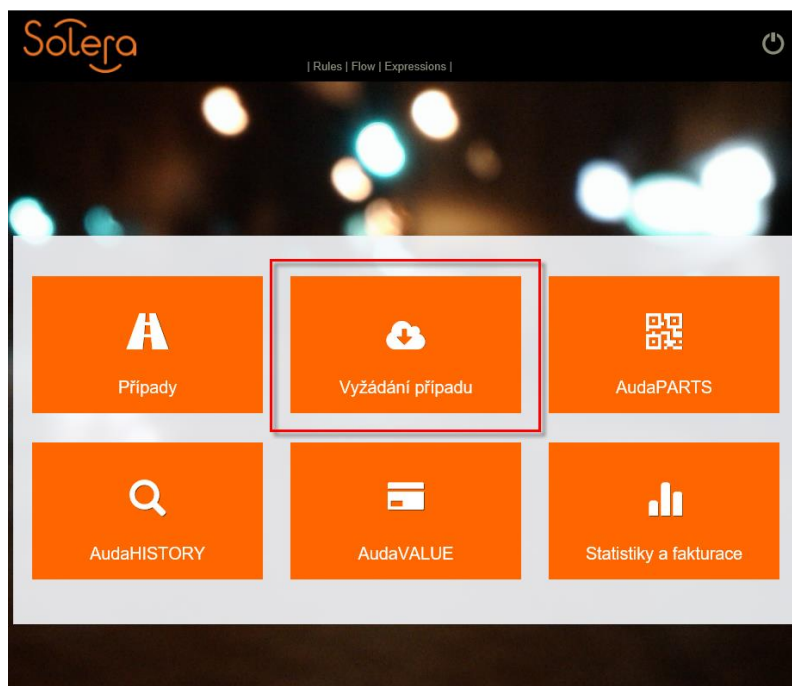 Solera
| Rules | Flow | Expressions |
Případy
Vyžádání případu
AudaPARTS
AudaHISTORY
AudaVALUE
Statistiky a fakturace